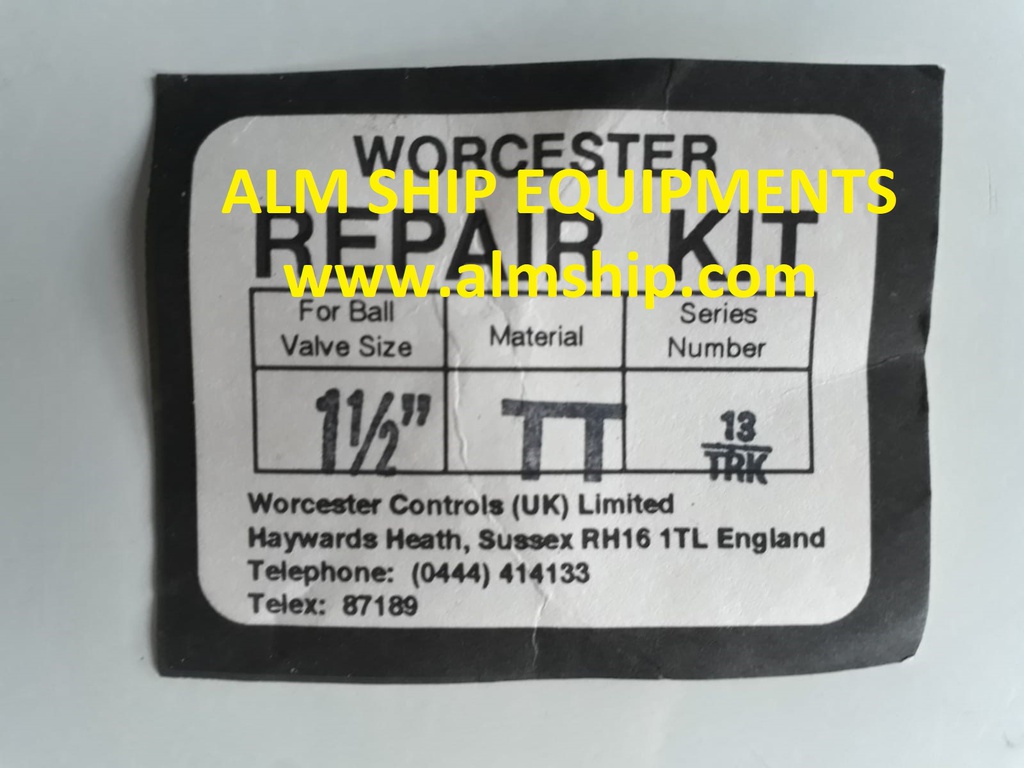 WORCESTER
ALM SHIP EQUIPMENTS
REPAIR KIT
www.almship.com
For Ball Valve Size
Material
Series Number
1½"
TT
13
TRK
Worcester Controls (UK) Limited
Haywards Heath, Sussex RH16 1TL England
Telephone: (0444) 414133
Telex: 87189